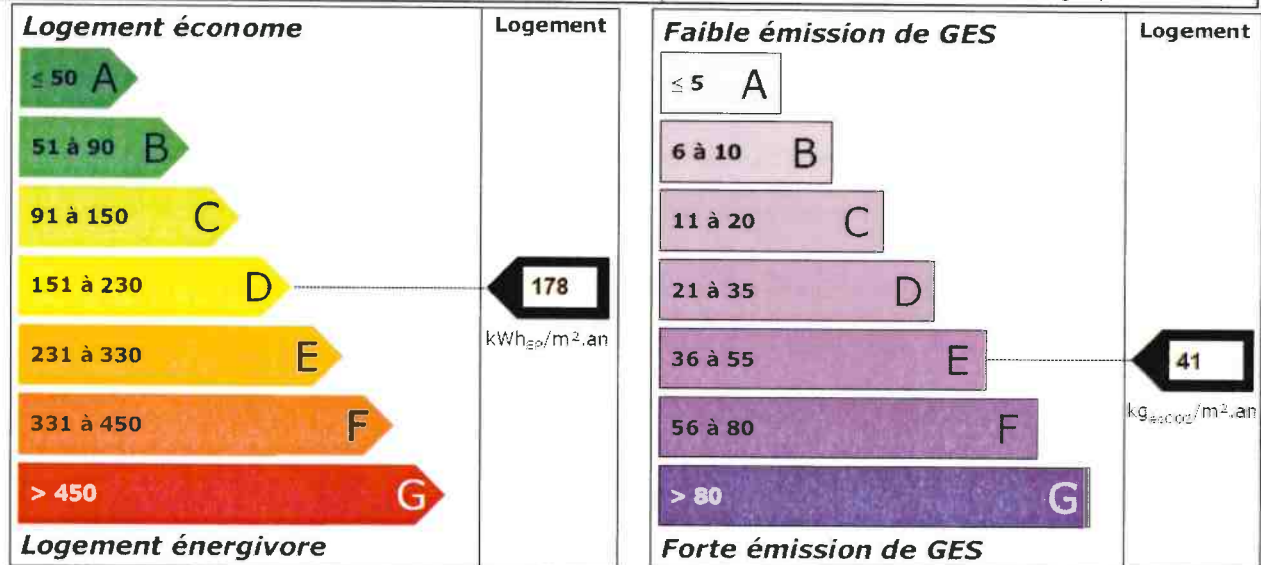 Logement économe
Logement
≤ 50 A
51 à 90 B
91 à 150 C
151 à 230 D
178
kWhEP/m².an
231 à 330 E
331 à 450 F
> 450 G
Logement énergivore
Faible émission de GES
Logement
≤ 5 A
6 à 10 B
11 à 20 C
21 à 35 D
36 à 55 E
41
kgéqCO2/m².an
56 à 80 F
> 80 G
Forte émission de GES